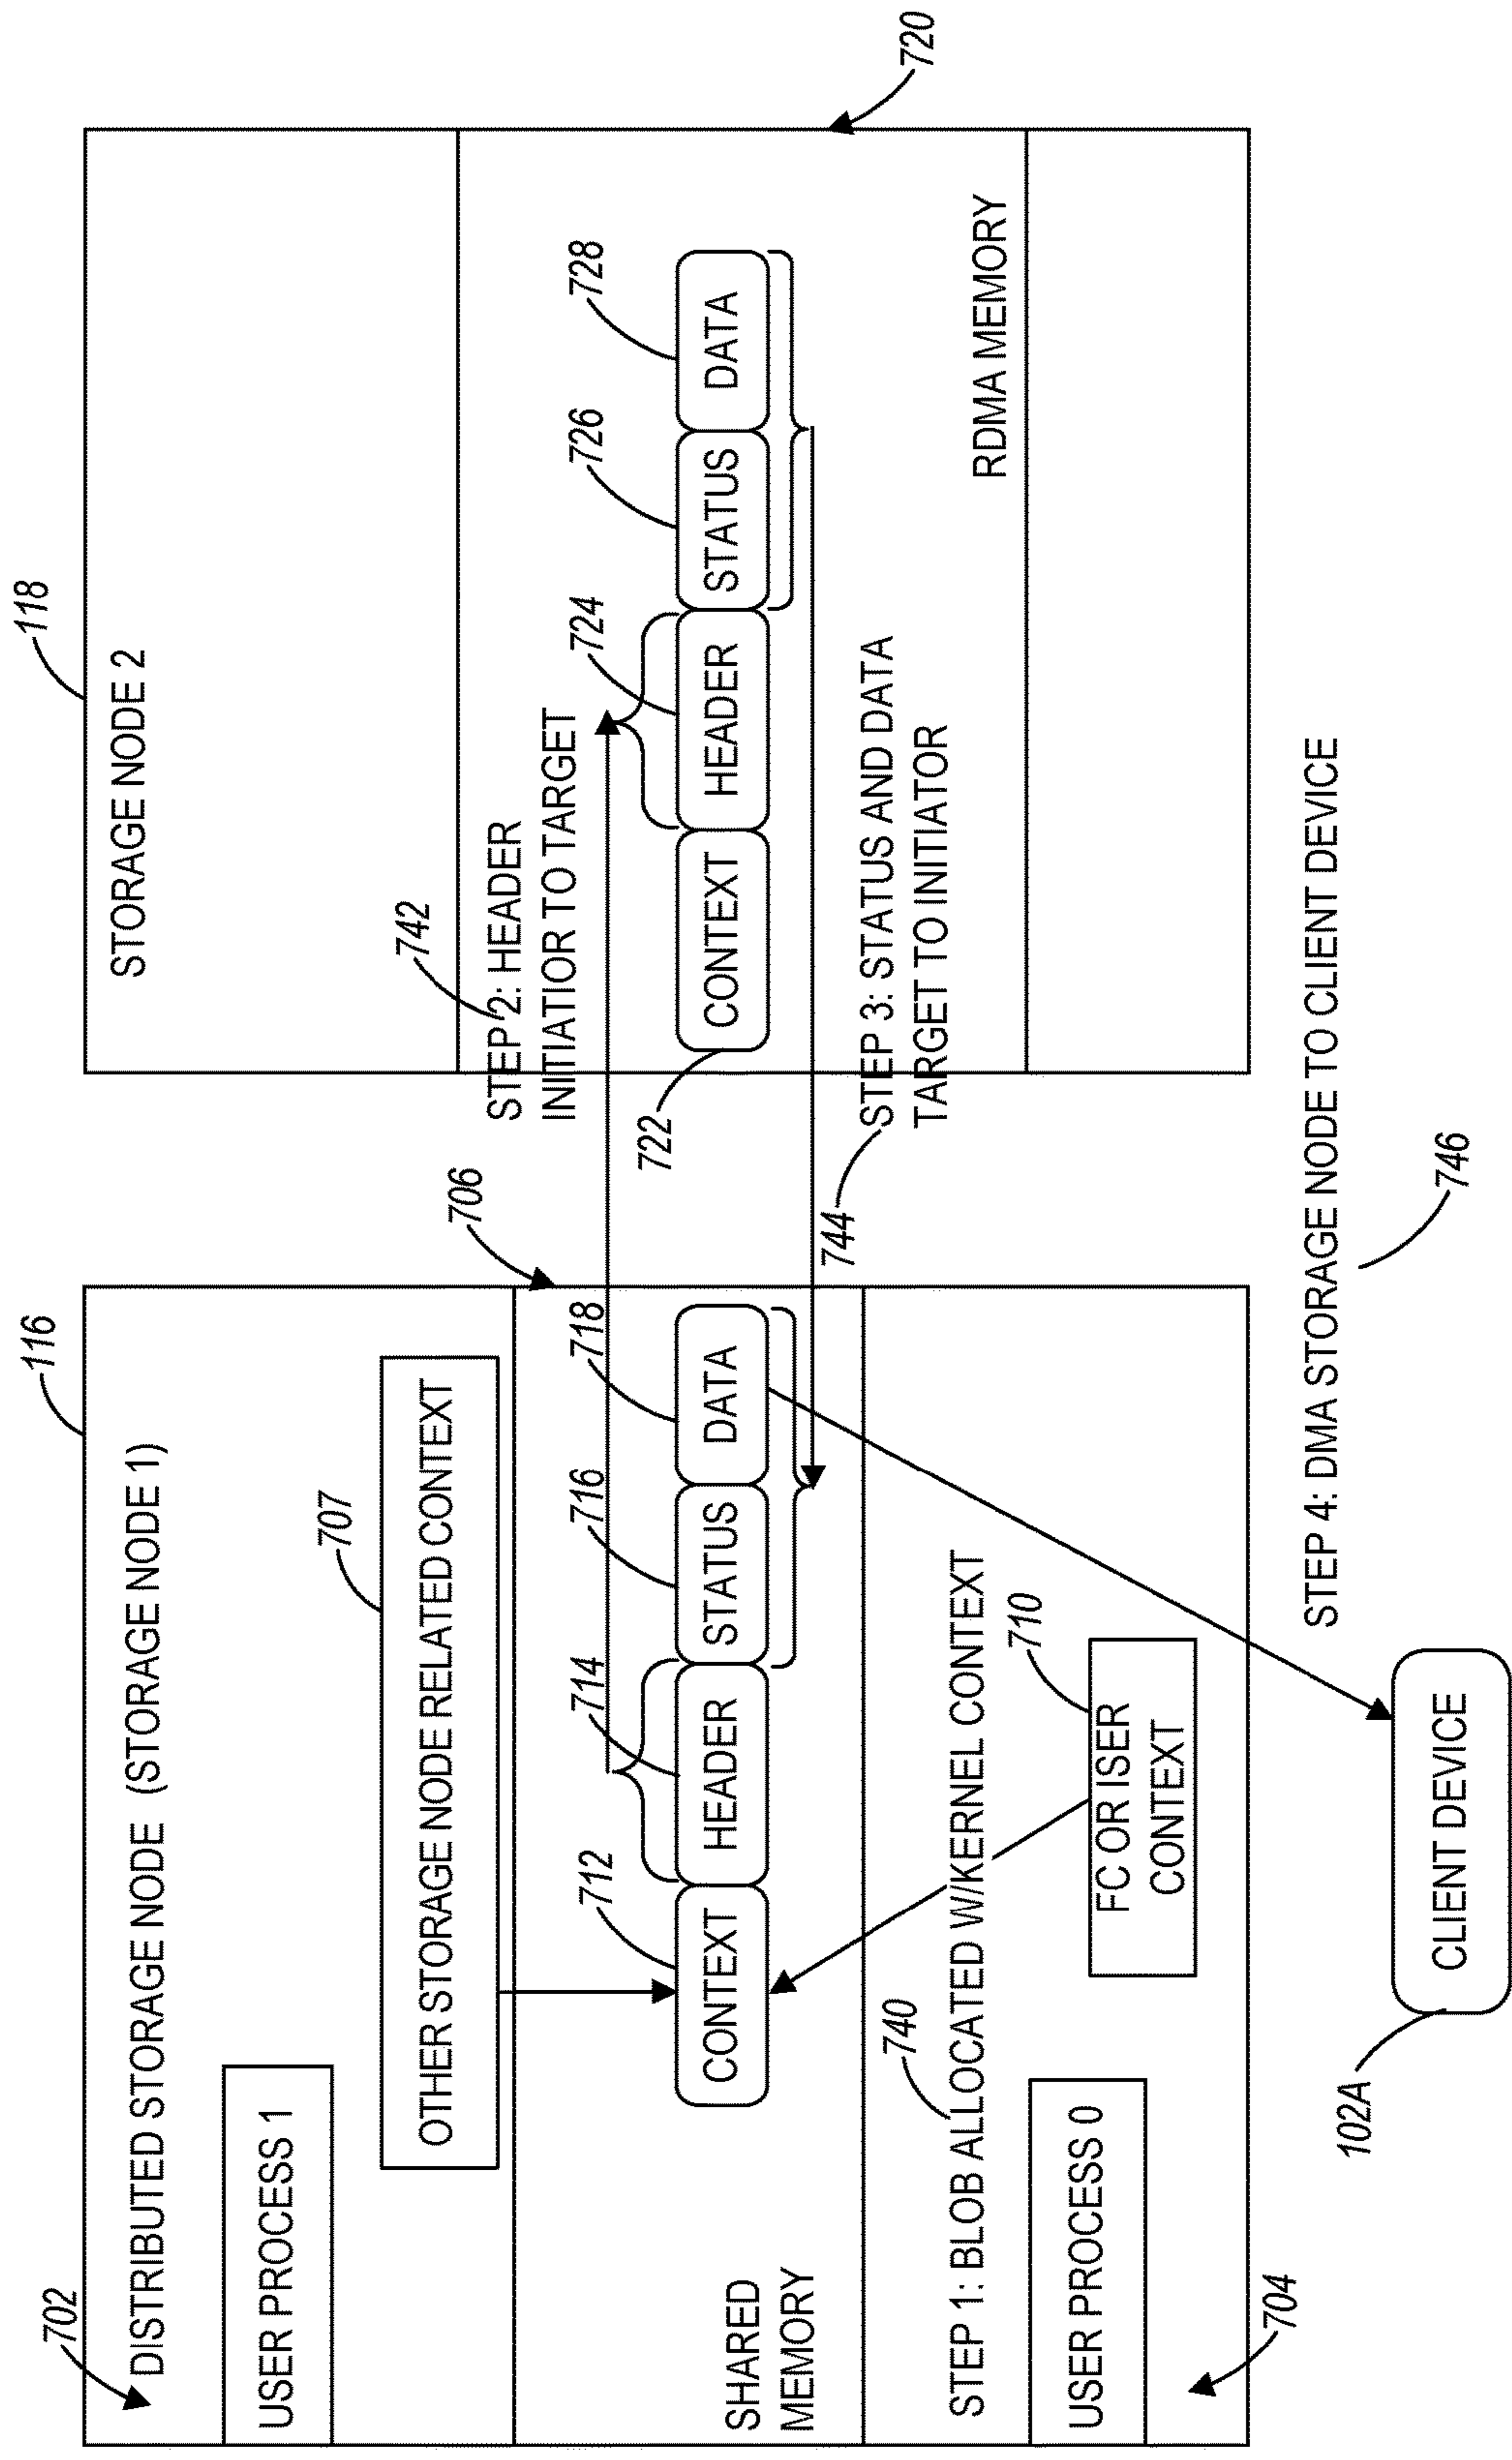 116
118
702
DISTRIBUTED STORAGE NODE (STORAGE NODE 1)
STORAGE NODE 2
USER PROCESS 1
707
OTHER STORAGE NODE RELATED CONTEXT
706
742
STEP 2: HEADER
INITIATIOR TO TARGET
712
714
716
718
724
726
728
SHARED
MEMORY
CONTEXT
HEADER
STATUS
DATA
722
CONTEXT
HEADER
STATUS
DATA
720
744
STEP 3: STATUS AND DATA
TARGET TO INITIATOR
740
STEP 1: BLOB ALLOCATED W/KERNEL CONTEXT
710
RDMA MEMORY
USER PROCESS 0
FC OR ISER
CONTEXT
704
STEP 4: DMA STORAGE NODE TO CLIENT DEVICE
746
102A
CLIENT DEVICE